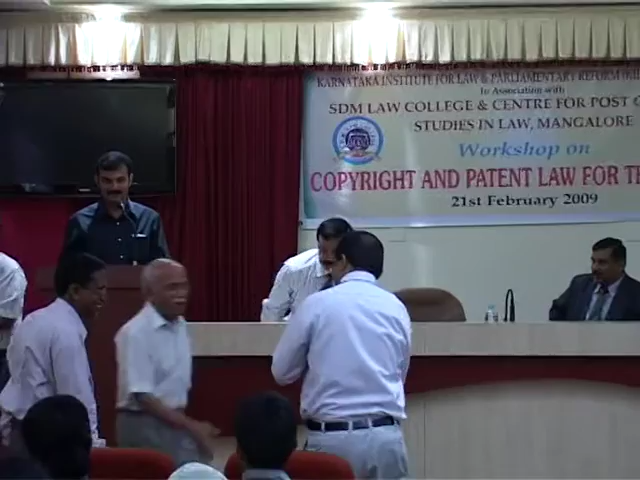 KARNATAKA INSTITUTE FOR LAW & PARLIAMENTARY REFORM
In Association with
SDM LAW COLLEGE & CENTRE FOR POST
STUDIES IN LAW, MANGALORE
Workshop on
COPYRIGHT AND PATENT LAW FOR
21st February 2009